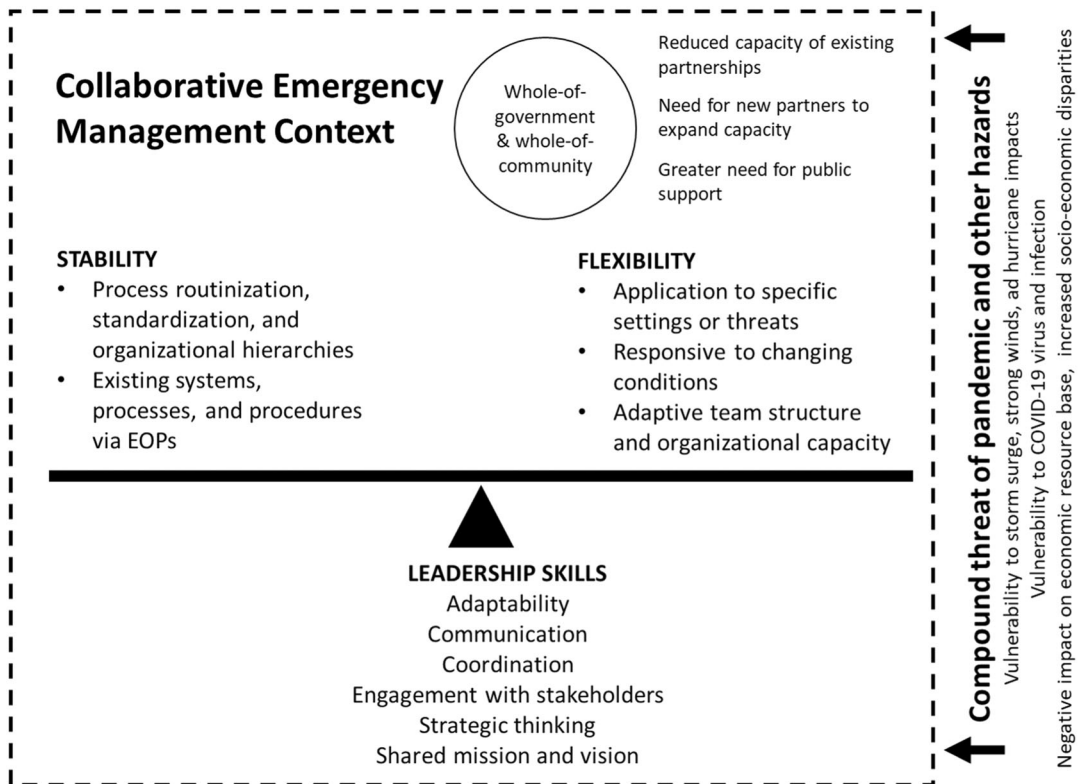 Collaborative Emergency
Management Context
Whole-of-
government
& whole-of-
community
Reduced capacity of existing
partnerships
Need for new partners to
expand capacity
Greater need for public
support
STABILITY
• Process routinization,
standardization, and
organizational hierarchies
• Existing systems,
processes, and procedures
via EOPs
FLEXIBILITY
• Application to specific
settings or threats
• Responsive to changing
conditions
• Adaptive team structure
and organizational capacity
LEADERSHIP SKILLS
Adaptability
Communication
Coordination
Engagement with stakeholders
Strategic thinking
Shared mission and vision
Compound threat of pandemic and other hazards
Vulnerability to storm surge, strong winds, ad hurricane impacts
Vulnerability to COVID-19 virus and infection
Negative impact on economic resource base, increased socio-economic disparities